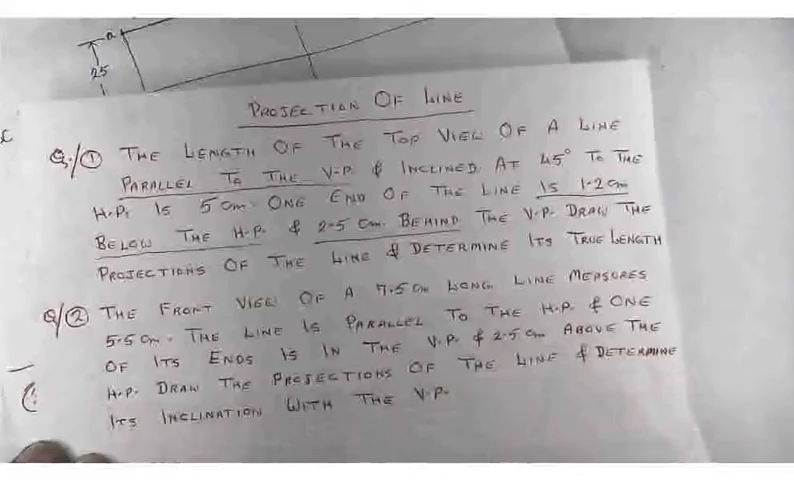 a
25
PROJECTION OF LINE
Q./① THE LENGTH OF THE TOP VIEW OF A LINE
PARALLEL TO THE V.P. & INCLINED AT 45° TO THE
H.P. IS 5 cm. ONE END OF THE LINE IS 1.2 cm
BELOW THE H.P. & 2.5 cm. BEHIND THE V.P. DRAW THE
PROJECTIONS OF THE LINE & DETERMINE ITS TRUE LENGTH
Q/② THE FRONT VIEW OF A 7.5 cm LONG LINE MEASURES
5.5 cm. THE LINE IS PARALLEL TO THE H.P. & ONE
OF ITS ENDS IS IN THE V.P. & 2.5 cm ABOVE THE
H.P. DRAW THE PROJECTIONS OF THE LINE & DETERMINE
ITS INCLINATION WITH THE V.P.